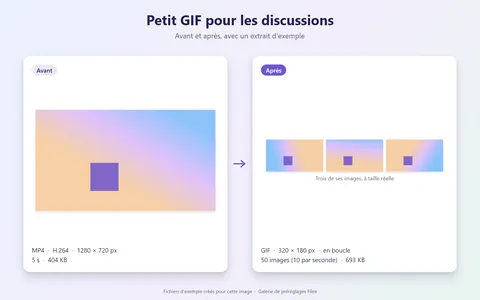 Petit GIF pour les discussions
Avant et après, avec un extrait d'exemple
Avant
MP4 · H.264 · 1280 × 720 px
5 s · 404 KB
Après
Trois de ses images, à taille réelle
GIF · 320 × 180 px · en boucle
50 images (10 par seconde) · 693 KB
Fichiers d'exemple créés pour cette image · Galerie de préréglages Filee